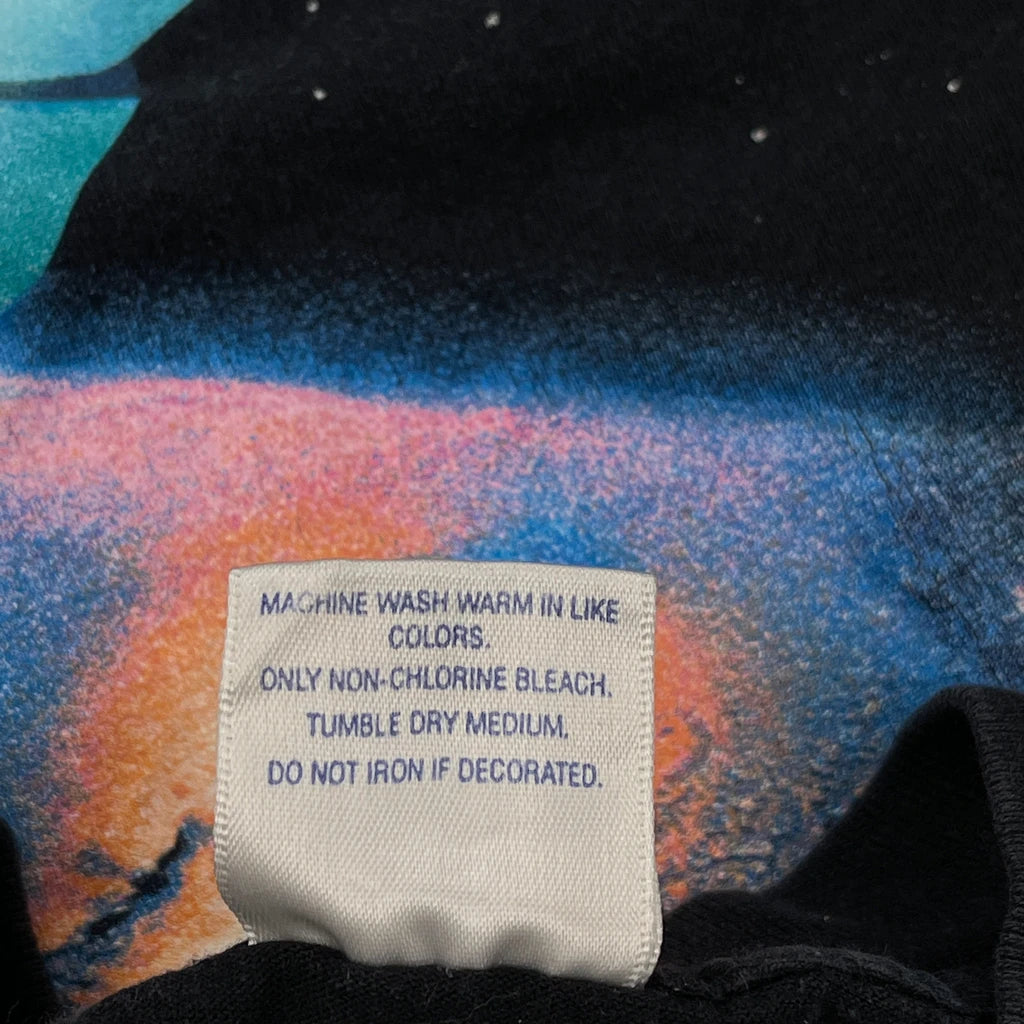 MACHINE WASH WARM IN LIKE
COLORS.
ONLY NON-CHLORINE BLEACH.
TUMBLE DRY MEDIUM.
DO NOT IRON IF DECORATED.